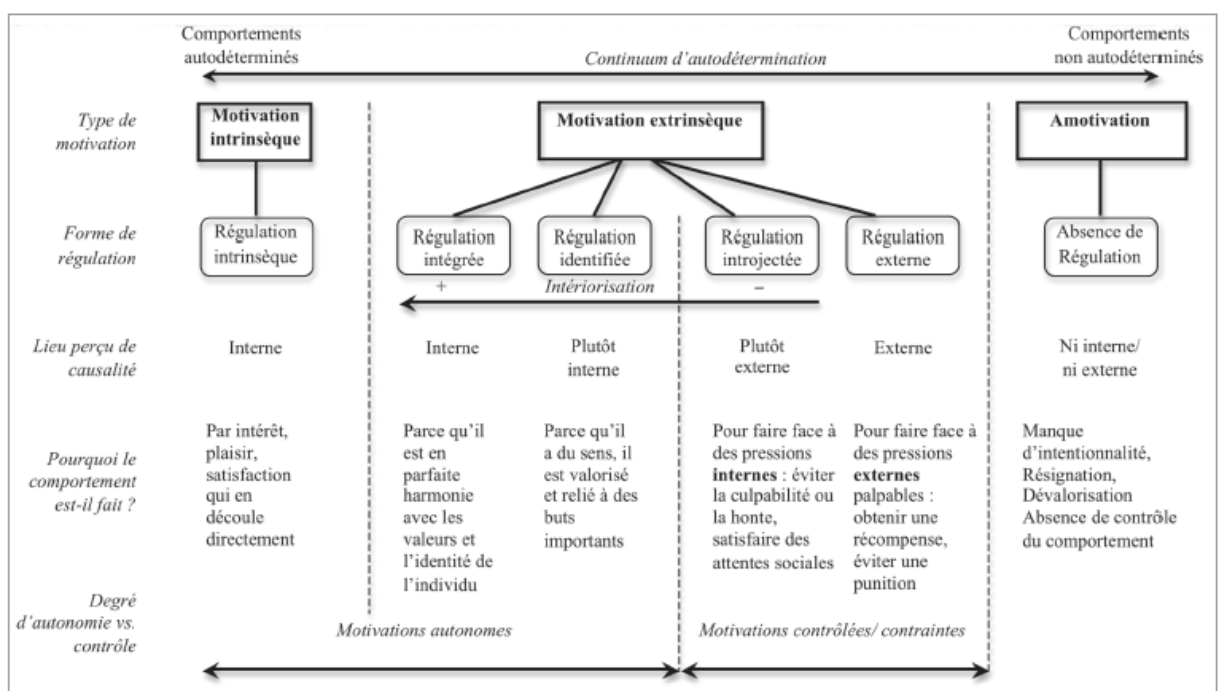 Comportements
autodéterminés
Continuum d'autodétermination
Comportements
non autodéterminés
Type de
motivation
Motivation
intrinsèque
Motivation extrinsèque
Amotivation
Forme de
régulation
Régulation
intrinsèque
Régulation
intégrée
Régulation
identifiée
Régulation
introjectée
Régulation
externe
Absence de
Régulation
+
Intériorisation
–
Lieu perçu de
causalité
Interne
Interne
Plutôt
interne
Plutôt
externe
Externe
Ni interne/
ni externe
Pourquoi le
comportement
est-il fait ?
Par intérêt,
plaisir,
satisfaction
qui en
découle
directement
Parce qu'il
est en
parfaite
harmonie
avec les
valeurs et
l'identité de
l'individu
Parce qu'il
a du sens, il
est valorisé
et relié à des
buts
importants
Pour faire face à
des pressions
internes : éviter
la culpabilité ou
la honte,
satisfaire des
attentes sociales
Pour faire face à
des pressions
externes
palpables :
obtenir une
récompense,
éviter une
punition
Manque
d'intentionnalité,
Résignation,
Dévalorisation
Absence de contrôle
du comportement
Degré
d'autonomie vs.
contrôle
Motivations autonomes
Motivations contrôlées/ contraintes